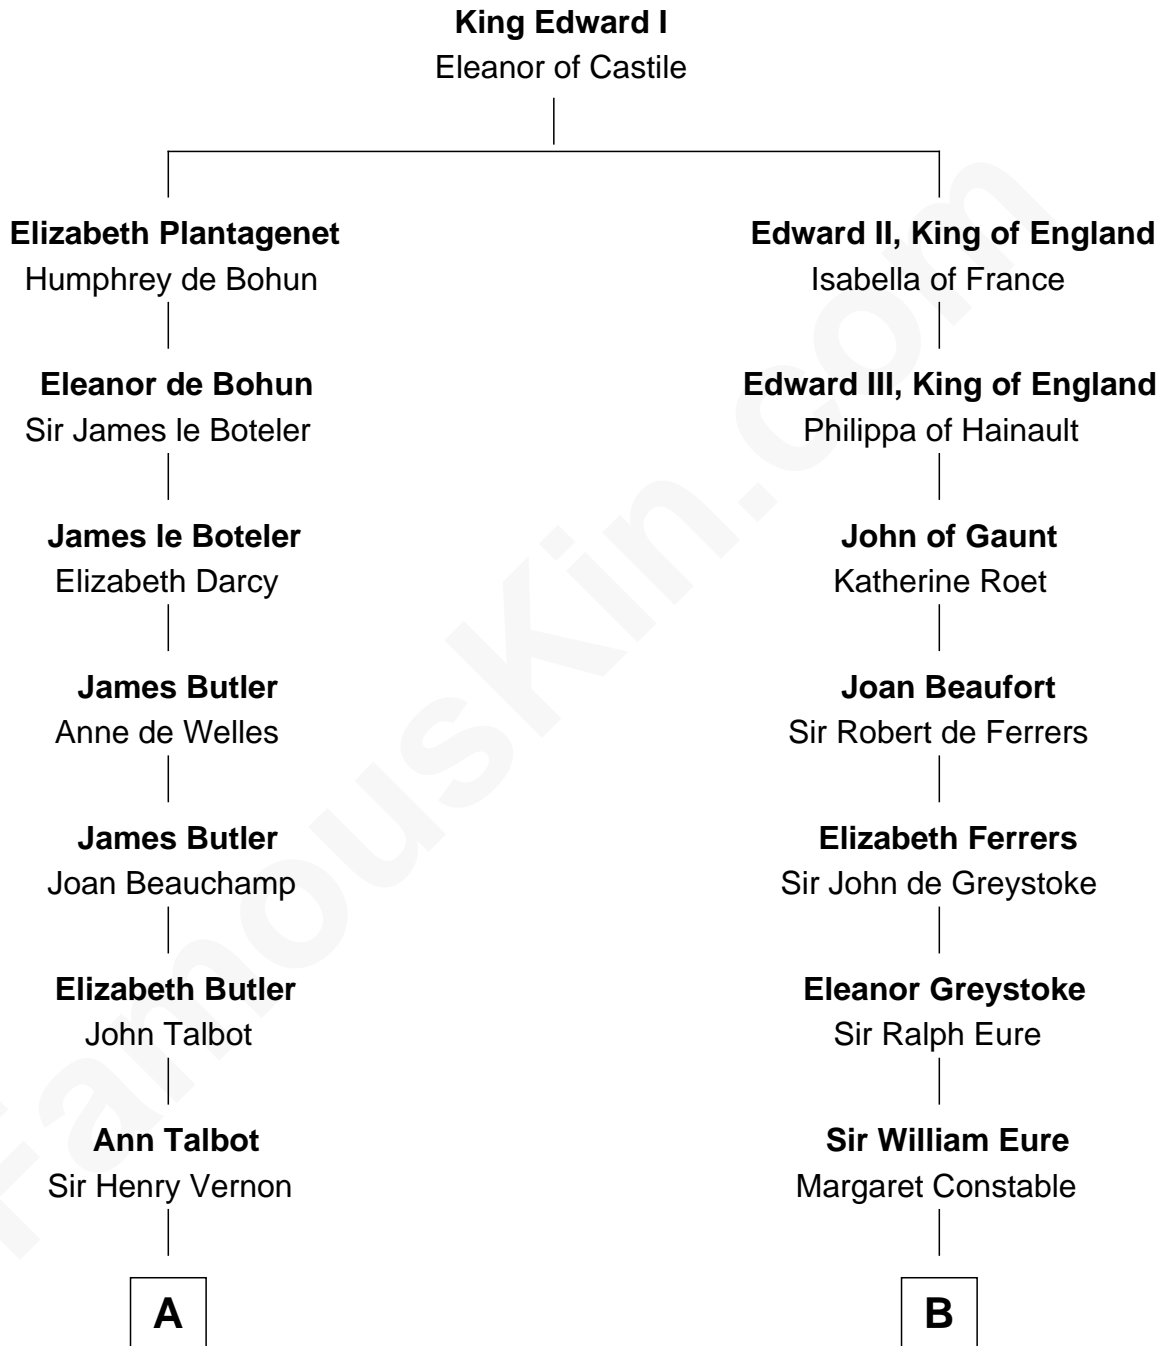 King Edward I
Eleanor of Castile
Elizabeth Plantagenet
Humphrey de Bohun
Edward II, King of England
Isabella of France
Eleanor de Bohun
Sir James le Boteler
Edward III, King of England
Philippa of Hainault
James le Boteler
Elizabeth Darcy
John of Gaunt
Katherine Roet
James Butler
Anne de Welles
Joan Beaufort
Sir Robert de Ferrers
James Butler
Joan Beauchamp
Elizabeth Ferrers
Sir John de Greystoke
Elizabeth Butler
John Talbot
Eleanor Greystoke
Sir Ralph Eure
Ann Talbot
Sir Henry Vernon
Sir William Eure
Margaret Constable
A
B
FamousKin.com